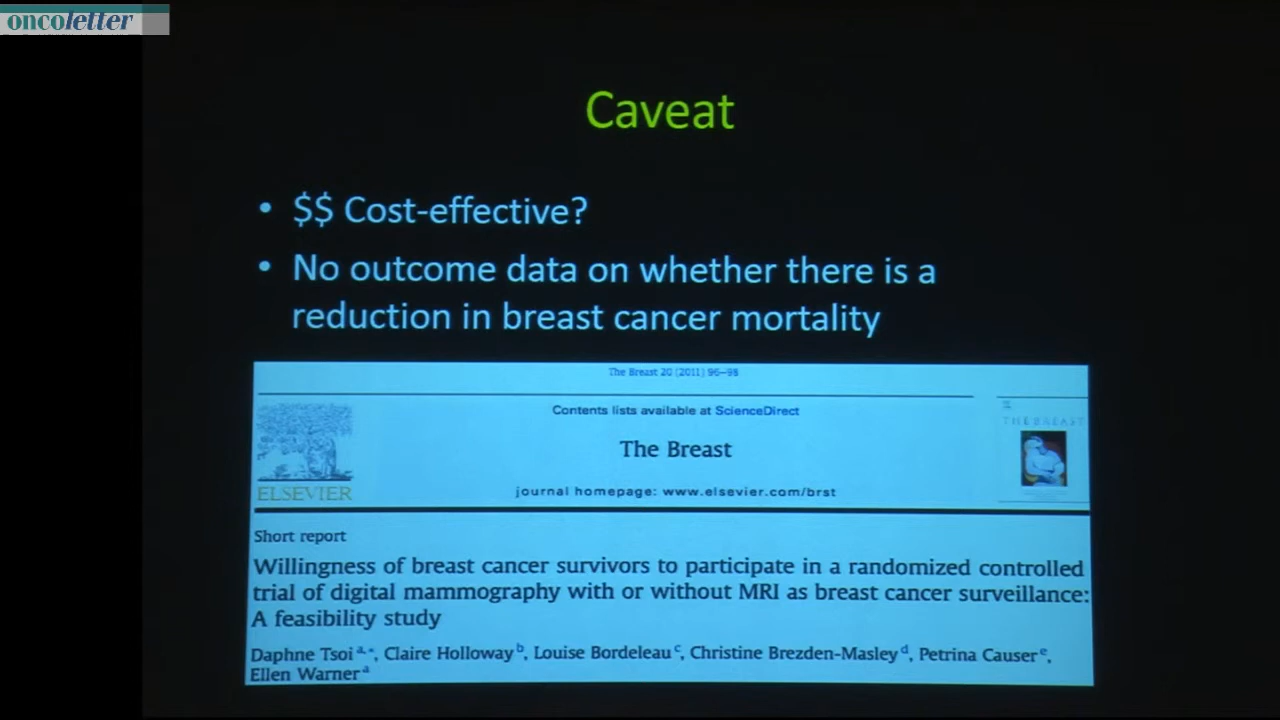 oncoletter
Caveat
• $$ Cost-effective?
• No outcome data on whether there is a
reduction in breast cancer mortality
The Breast 20 (2011) 96–98
Contents lists available at ScienceDirect
The Breast
journal homepage: www.elsevier.com/brst
ELSEVIER
THE BREAST
Short report
Willingness of breast cancer survivors to participate in a randomized controlled
trial of digital mammography with or without MRI as breast cancer surveillance:
A feasibility study
Daphne Tsoi a,*, Claire Holloway b, Louise Bordeleau c, Christine Brezden-Masley d, Petrina Causer e,
Ellen Warner a